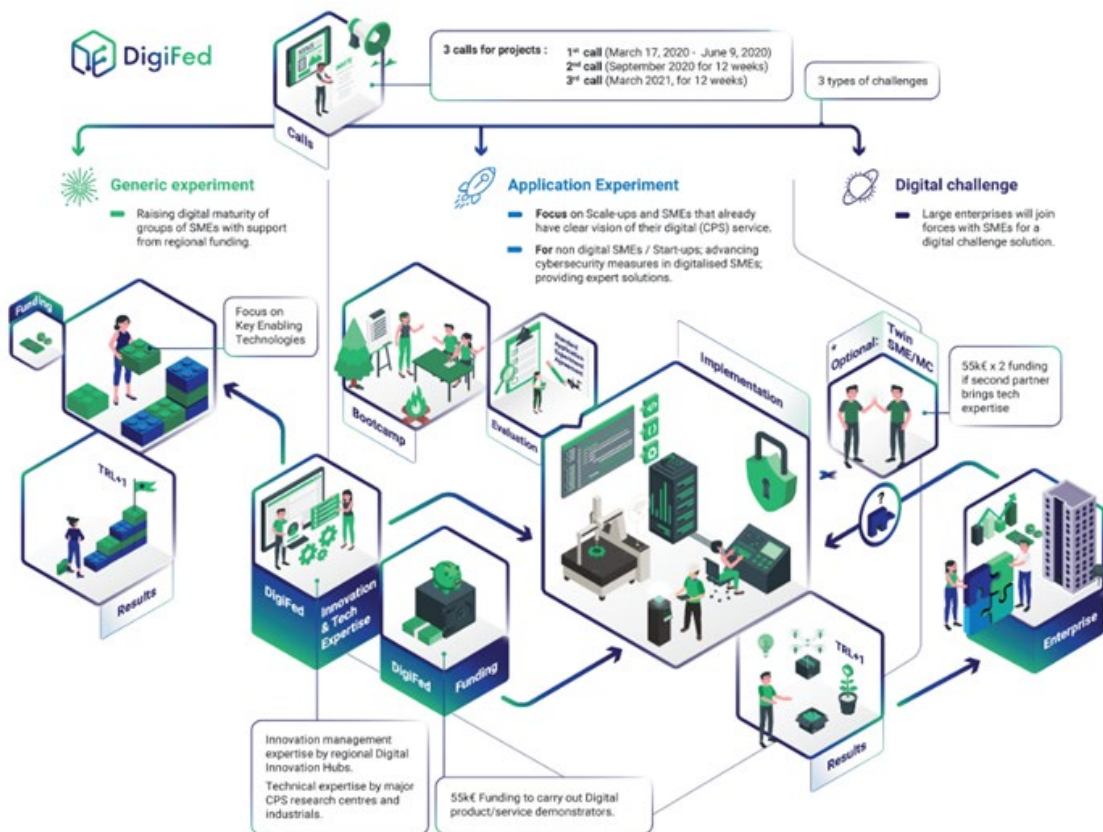 DigiFed
3 calls for projects :
1st call (March 17, 2020 - June 9, 2020)
2nd call (September 2020 for 12 weeks)
3rd call (March 2021, for 12 weeks)
3 types of challenges
Calls
Generic experiment
Raising digital maturity of
groups of SMEs with support
from regional funding.
Application Experiment
Focus on Scale-ups and SMEs that already
have clear vision of their digital (CPS) service.
For non digital SMEs / Start-ups; advancing
cybersecurity measures in digitalised SMEs;
providing expert solutions.
Digital challenge
Large enterprises will join
forces with SMEs for a
digital challenge solution.
Funding
Focus on
Key Enabling
Technologies
Bootcamp
Standard
Application
Experiment
Agreement
Evaluation
Implementation
* Optional:
Twin
SME/MC
55k€ x 2 funding
if second partner
brings tech
expertise
TRL+1
Results
DigiFed
Innovation
& Tech
Expertise
DigiFed
Funding
?
Enterprise
TRL+1
Results
Innovation management
expertise by regional Digital
Innovation Hubs.
Technical expertise by major
CPS research centres and
industrials.
55k€ Funding to carry out Digital
product/service demonstrators.